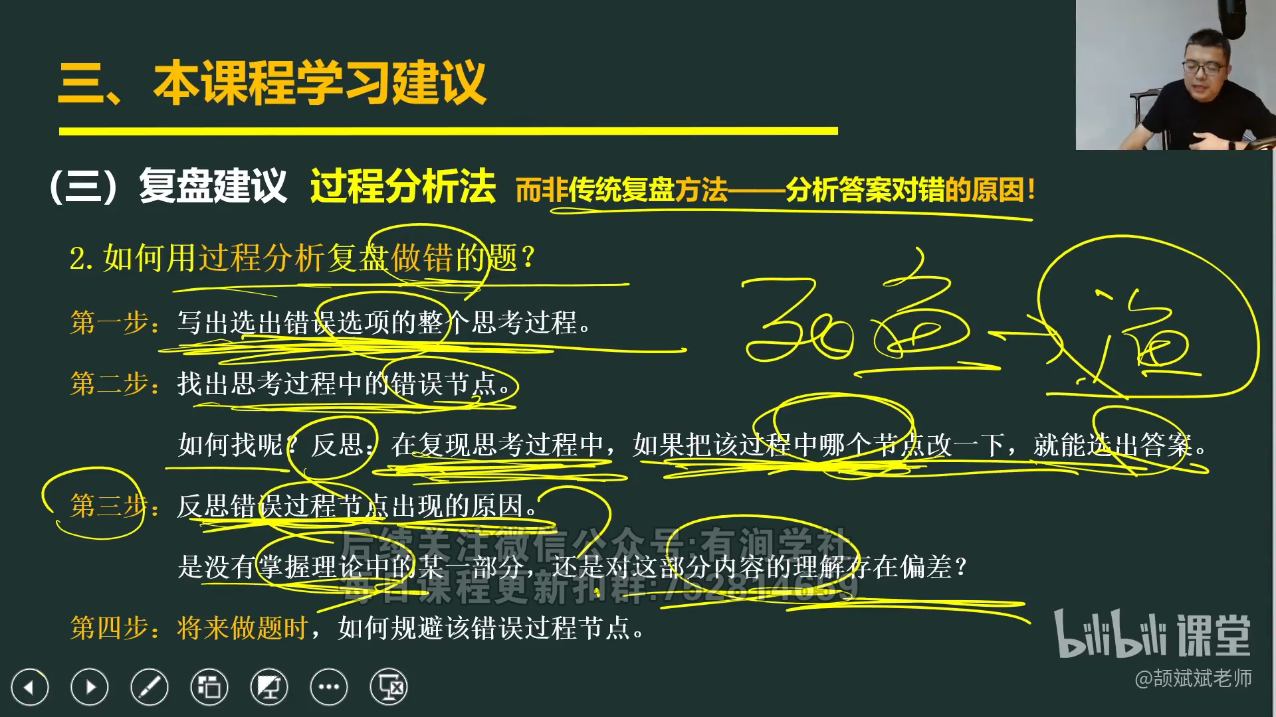 三、本课程学习建议
（三）复盘建议 过程分析法 而非传统复盘方法——分析答案对错的原因！
2.如何用过程分析复盘做错的题？
第一步：写出选出错误选项的整个思考过程。
30鱼→渔
第二步：找出思考过程中的错误节点。
如何找呢？反思：在复现思考过程中，如果把该过程中哪个节点改一下，就能选出答案。
第三步：反思错误过程节点出现的原因。
后续关注微信公众号:有涧学社
是没有掌握理论中的某一部分，还是对这部分内容的理解存在偏差？
每日课程更新扣群:732814659
第四步：将来做题时，如何规避该错误过程节点。
bilibili课堂
@颉斌斌老师